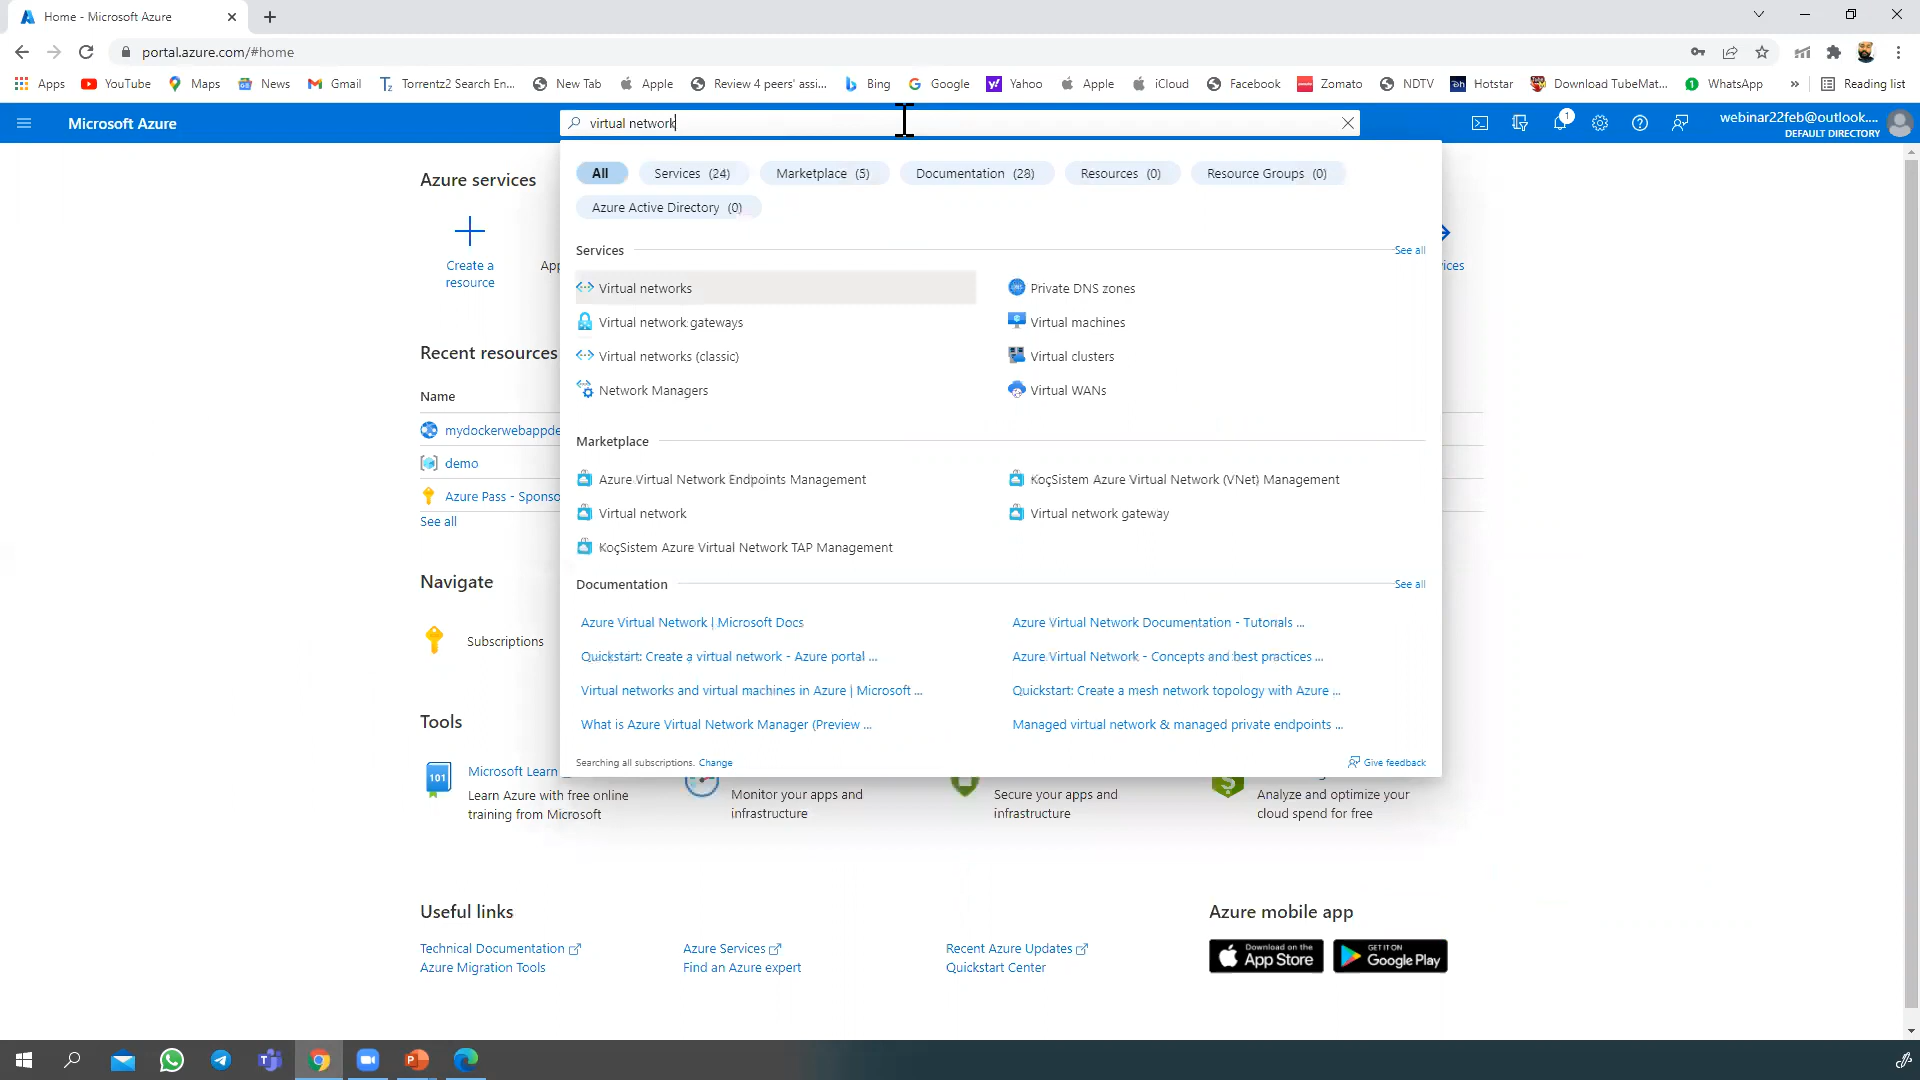 Home - Microsoft Azure
portal.azure.com/#home
Apps YouTube Maps News Gmail Torrentz2 Search En... New Tab Apple Review 4 peers' assi... Bing Google Yahoo Apple iCloud Facebook Zomato NDTV Hotstar Download TubeMat... WhatsApp » Reading list
Microsoft Azure
virtual network
1
webinar22feb@outlook....
DEFAULT DIRECTORY
All
Services (24)
Marketplace (5)
Documentation (28)
Resources (0)
Resource Groups (0)
Azure Active Directory (0)
Azure services
Create a
resource
Services
See all
Virtual networks
Private DNS zones
Virtual network gateways
Virtual machines
Virtual networks (classic)
Virtual clusters
Network Managers
Virtual WANs
Recent resources
Name
mydockerwebappde
demo
Azure Pass - Sponso
See all
Marketplace
Azure Virtual Network Endpoints Management
KoçSistem Azure Virtual Network (VNet) Management
Virtual network
Virtual network gateway
KoçSistem Azure Virtual Network TAP Management
Documentation
See all
Azure Virtual Network | Microsoft Docs
Azure Virtual Network Documentation - Tutorials ...
Quickstart: Create a virtual network - Azure portal ...
Azure Virtual Network - Concepts and best practices ...
Virtual networks and virtual machines in Azure | Microsoft ...
Quickstart: Create a mesh network topology with Azure ...
What is Azure Virtual Network Manager (Preview ...
Managed virtual network & managed private endpoints ...
Searching all subscriptions. Change
Give feedback
Navigate
Subscriptions
Tools
101
Microsoft Learn
Learn Azure with free online
training from Microsoft
Monitor your apps and
infrastructure
Secure your apps and
infrastructure
Analyze and optimize your
cloud spend for free
Useful links
Technical Documentation
Azure Services
Recent Azure Updates
Azure Migration Tools
Find an Azure expert
Quickstart Center
Azure mobile app
Download on the
App Store
GET IT ON
Google Play